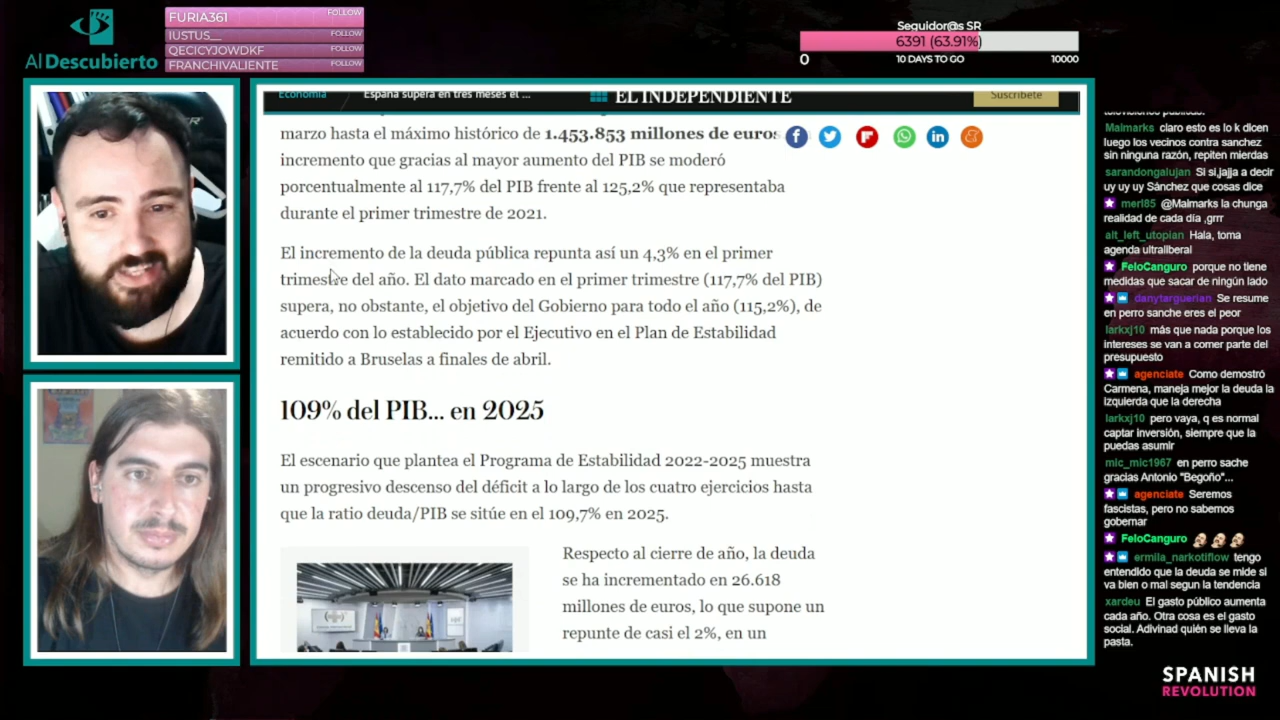 Al Descubierto
FURIA361 FOLLOW
IUSTUS__ FOLLOW
QECICYJOWDKF FOLLOW
FRANCHIVALIENTE FOLLOW
Seguidor@s SR
6391 (63.91%)
0 10 DAYS TO GO 10000
Economía / España supera en tres meses el ... EL INDEPENDIENTE Suscríbete
marzo hasta el máximo histórico de 1.453.853 millones de euros
incremento que gracias al mayor aumento del PIB se moderó
porcentualmente al 117,7% del PIB frente al 125,2% que representaba
durante el primer trimestre de 2021.
El incremento de la deuda pública repunta así un 4,3% en el primer
trimestre del año. El dato marcado en el primer trimestre (117,7% del PIB)
supera, no obstante, el objetivo del Gobierno para todo el año (115,2%), de
acuerdo con lo establecido por el Ejecutivo en el Plan de Estabilidad
remitido a Bruselas a finales de abril.
109% del PIB... en 2025
El escenario que plantea el Programa de Estabilidad 2022-2025 muestra
un progresivo descenso del déficit a lo largo de los cuatro ejercicios hasta
que la ratio deuda/PIB se sitúe en el 109,7% en 2025.
Respecto al cierre de año, la deuda
se ha incrementado en 26.618
millones de euros, lo que supone un
repunte de casi el 2%, en un
Malmarks claro esto es lo k dicen
luego los vecinos contra sanchez
sin ninguna razón, repiten mierdas
sarandongalujan Si si,jajja a decir
uy uy uy Sánchez que cosas dice
merl85 @Malmarks la chunga
realidad de cada día ,grrr
alt_left_utopian Hala, toma
agenda ultraliberal
FeloCanguro porque no tiene
medidas que sacar de ningún lado
danytarguerian Se resume
en perro sanche eres el peor
larkxj10 más que nada porque los
intereses se van a comer parte del
presupuesto
agenciate Como demostró
Carmena, maneja mejor la deuda la
izquierda que la derecha
larkxj10 pero vaya, q es normal
captar inversión, siempre que la
puedas asumir
mic_mic1967 en perro sache
gracias Antonio "Begoño"...
agenciate Seremos
fascistas, pero no sabemos
gobernar
FeloCanguro
ermila_narkotiflow tengo
entendido que la deuda se mide si
va bien o mal segun la tendencia
xardeu El gasto público aumenta
cada año. Otra cosa es el gasto
social. Adivinad quién se lleva la
pasta.
SPANISH
REVOLUTION